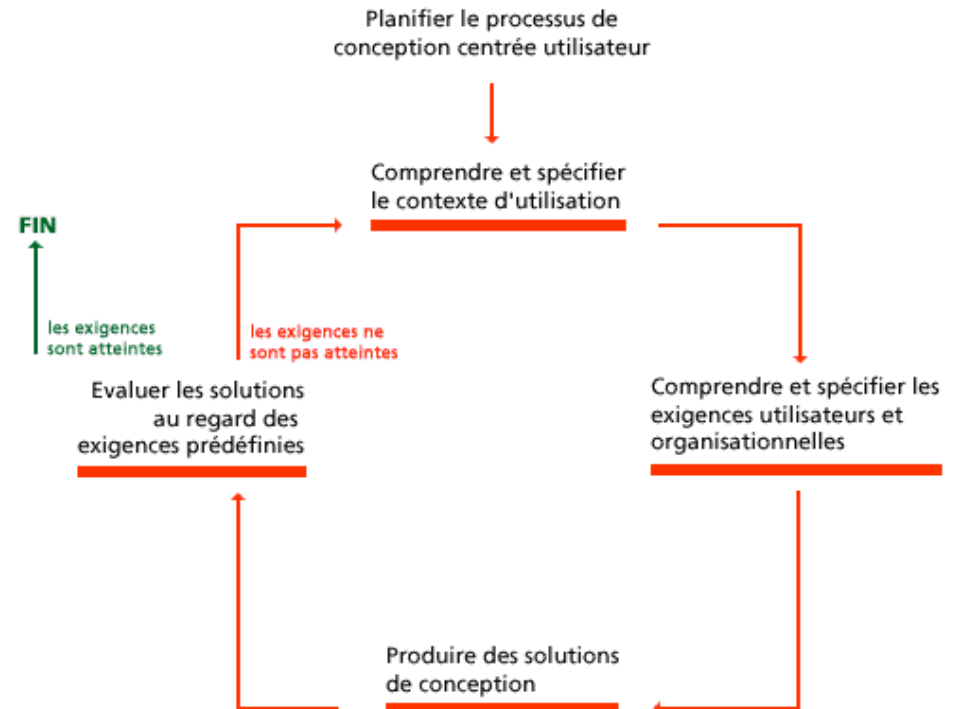 Planifier le processus de
conception centrée utilisateur
Comprendre et spécifier
le contexte d'utilisation
FIN
les exigences
sont atteintes
les exigences ne
sont pas atteintes
Evaluer les solutions
au regard des
exigences prédéfinies
Comprendre et spécifier les
exigences utilisateurs et
organisationnelles
Produire des solutions
de conception